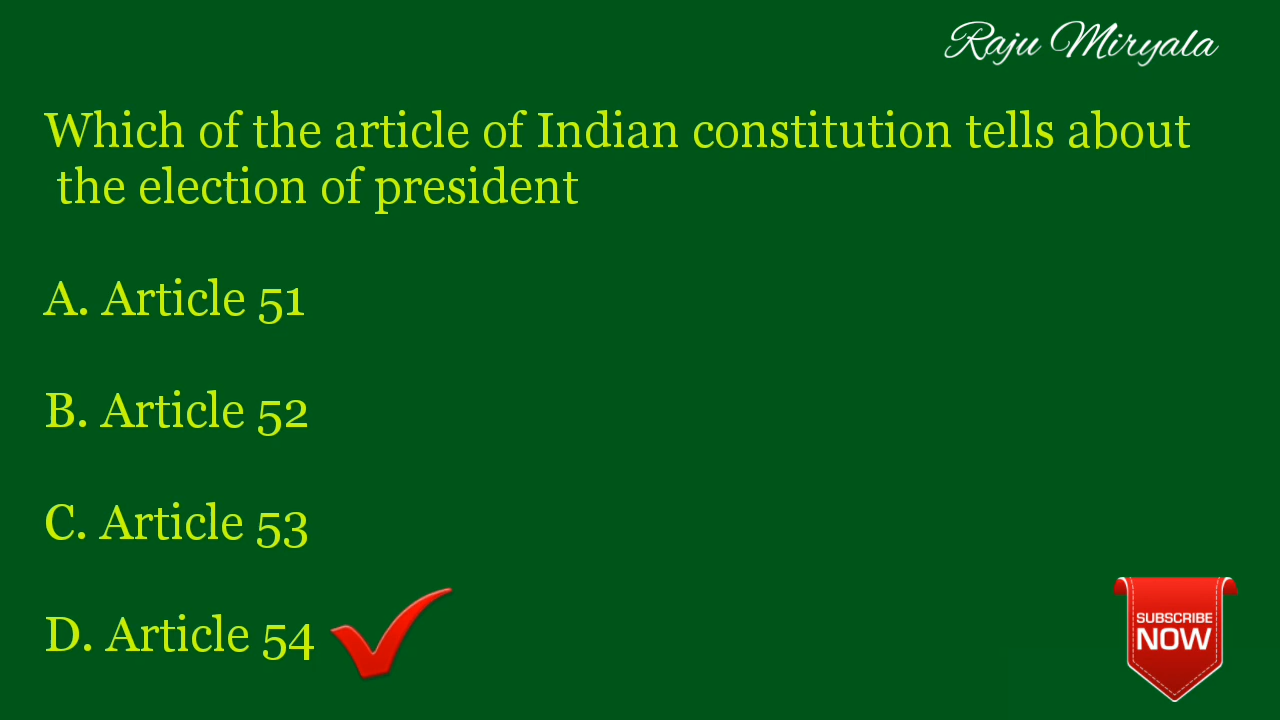 Raju Miryala
Which of the article of Indian constitution tells about
the election of president
A. Article 51
B. Article 52
C. Article 53
D. Article 54
SUBSCRIBE
NOW